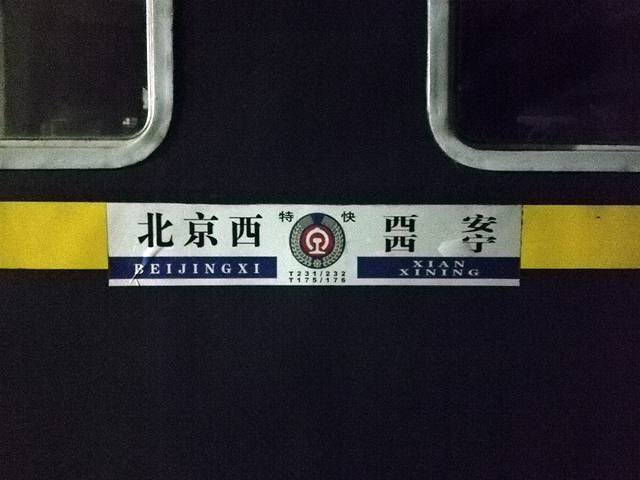 北京西
BEIJINGXI
特 快
T231/232
T175/176
西 安
西 宁
XIAN
XINING